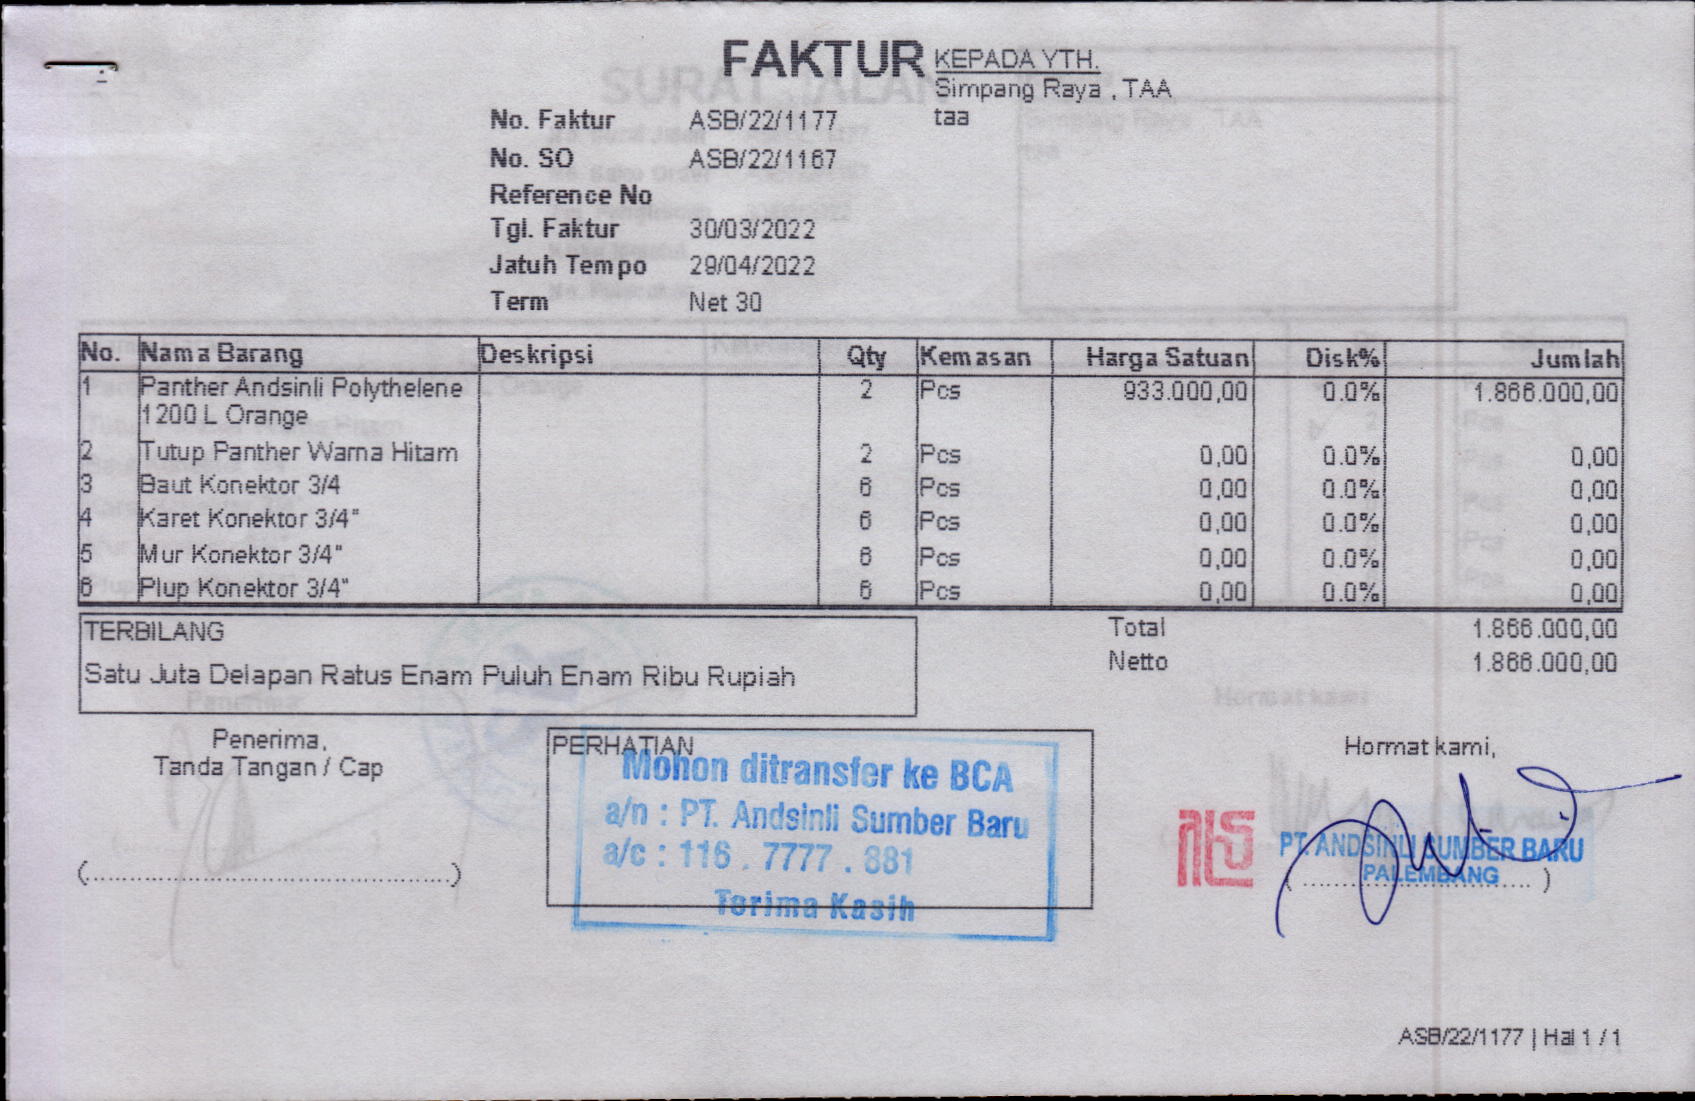 FAKTUR
KEPADA YTH.
Simpang Raya , TAA
taa
No. Faktur ASB/22/1177
No. SO ASB/22/1167
Reference No
Tgl. Faktur 30/03/2022
Jatuh Tempo 29/04/2022
Term Net 30
No. Nama Barang Deskripsi Qty Kemasan Harga Satuan Disk% Jumlah
1 Panther Andsinli Polythelene 2 Pcs 933.000,00 0.0% 1.866.000,00
1200 L Orange
2 Tutup Panther Warna Hitam 2 Pcs 0,00 0.0% 0,00
3 Baut Konektor 3/4 6 Pcs 0,00 0.0% 0,00
4 Karet Konektor 3/4" 6 Pcs 0,00 0.0% 0,00
5 Mur Konektor 3/4" 6 Pcs 0,00 0.0% 0,00
6 Plup Konektor 3/4" 6 Pcs 0,00 0.0% 0,00
TERBILANG
Satu Juta Delapan Ratus Enam Puluh Enam Ribu Rupiah
Total 1.866.000,00
Netto 1.866.000,00
Penerima,
Tanda Tangan / Cap
(..................................................)
PERHATIAN
Mohon ditransfer ke BCA
a/n : PT. Andsinli Sumber Baru
a/c : 116 . 7777 . 881
Terima Kasih
Hormat kami,
PT. ANDSINLI SUMBER BARU
PALEMBANG
ASB/22/1177 | Hal 1 / 1